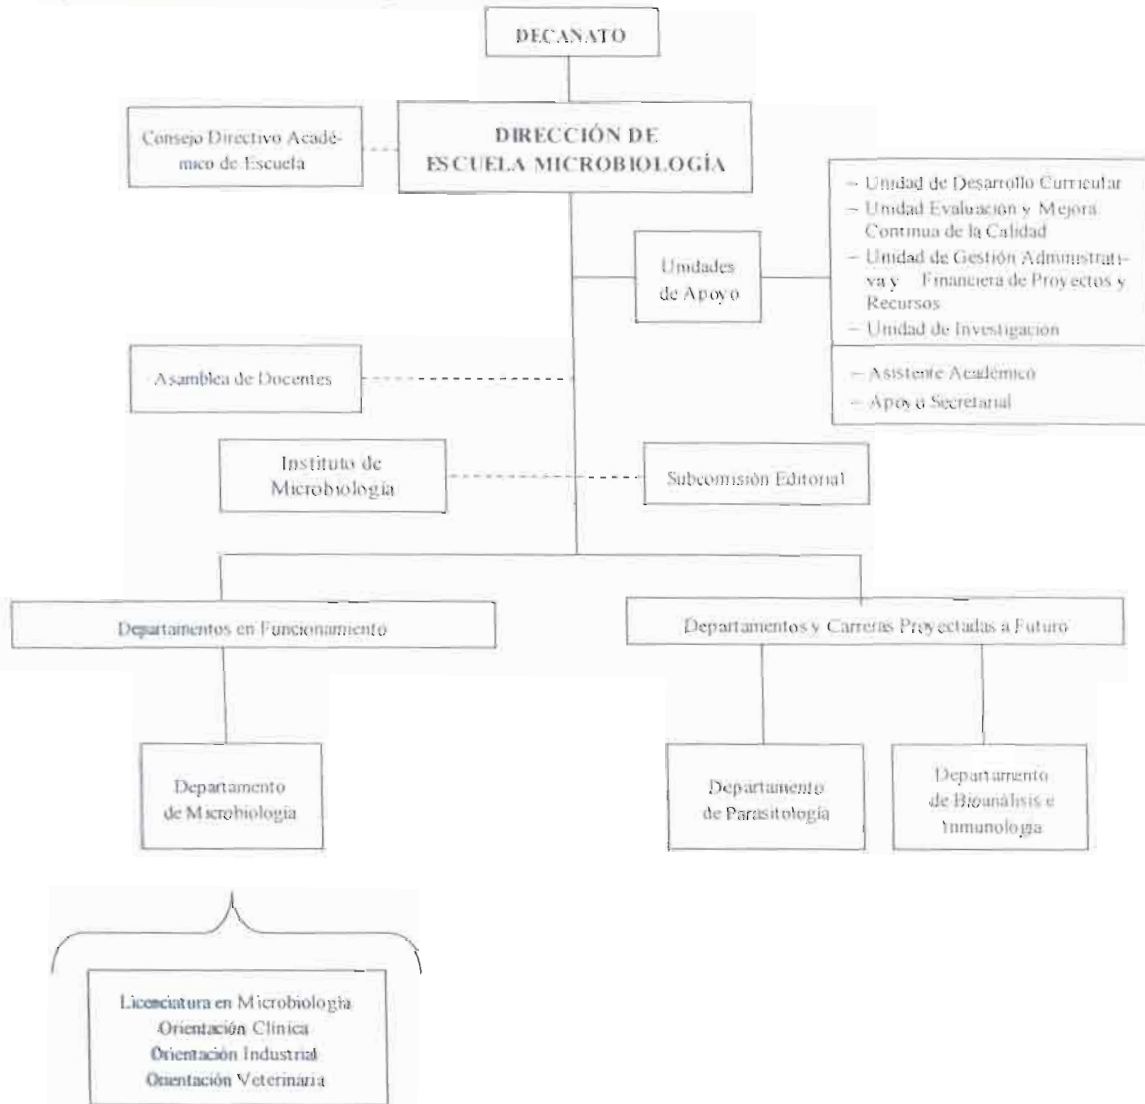 DECANATO
Consejo Directivo Acadé-
mico de Escuela
DIRECCIÓN DE
ESCUELA MICROBIOLOGÍA
Unidades
de Apoyo
– Unidad de Desarrollo Curricular
– Unidad Evaluación y Mejora
Continua de la Calidad
– Unidad de Gestión Administrati-
va y Financiera de Proyectos y
Recursos
– Unidad de Investigación
– Asistente Académico
– Apoyo Secretarial
Asamblea de Docentes
Instituto de
Microbiología
Subcomisión Editorial
Departamentos en Funcionamiento
Departamentos y Carreras Proyectadas a Futuro
Departamento
de Microbiología
Departamento
de Parasitología
Departamento
de Bioanálisis e
Inmunología
Licenciatura en Microbiología
Orientación Clínica
Orientación Industrial
Orientación Veterinaria